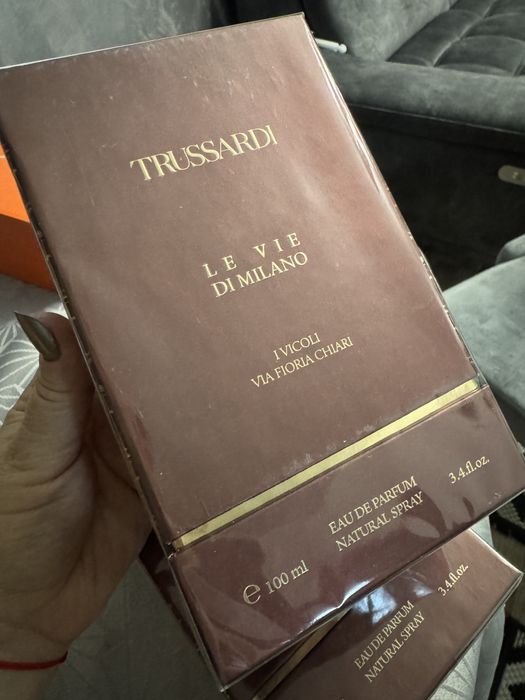 TRUSSARDI
LE VIE
DI MILANO
I VICOLI
VIA FIORIA CHIARI
EAU DE PARFUM
NATURAL SPRAY
3.4.fl.oz.
e 100 ml
EAU DE PARFUM
NATURAL SPRAY
3.4.fl.oz.